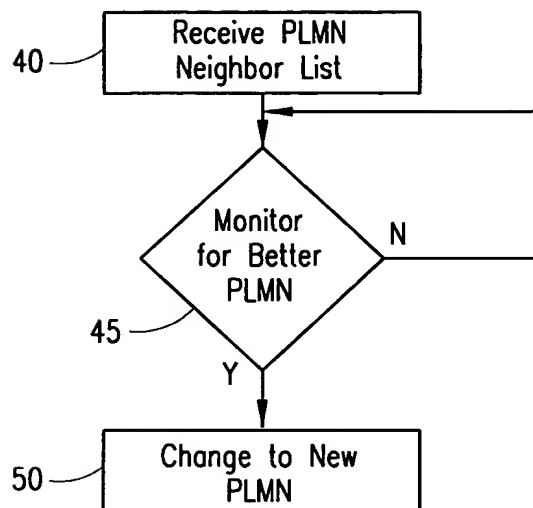 40
Receive PLMN
Neighbor List
Monitor
for Better
PLMN
N
45
Y
50
Change to New
PLMN